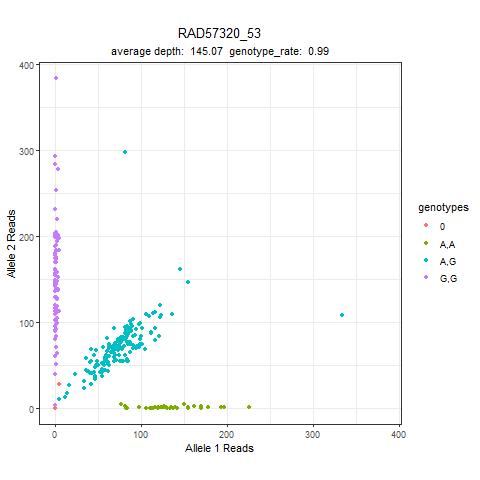 RAD57320_53
average depth: 145.07 genotype_rate: 0.99
400
300
200
100
0
Allele 2 Reads
0 100 200 300 400
Allele 1 Reads
genotypes
0
A,A
A,G
G,G